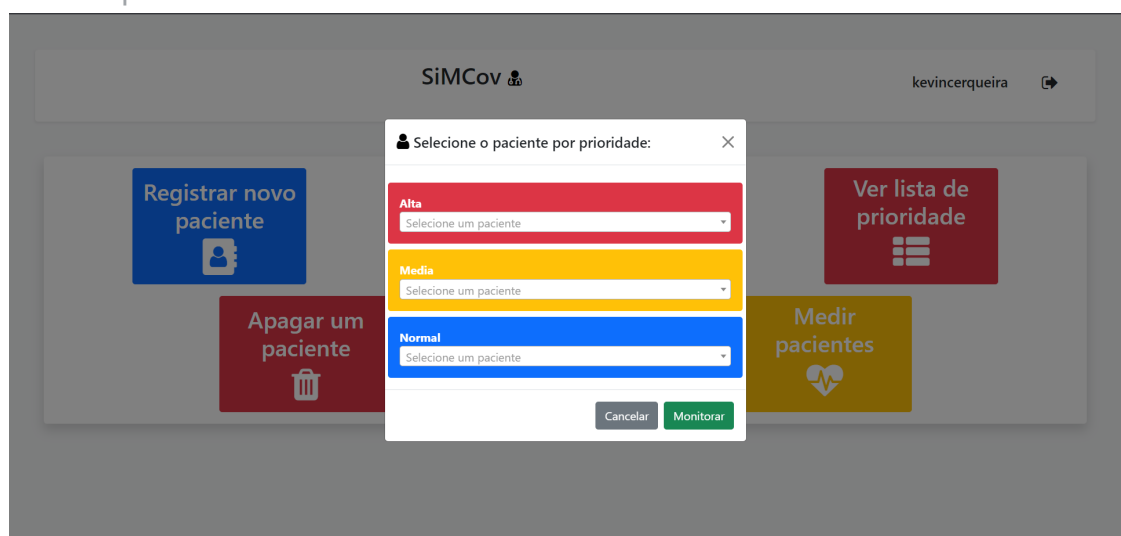 SiMCov
kevincerqueira
Selecione o paciente por prioridade:
Registrar novo
paciente
Ver lista de
prioridade
Alta
Selecione um paciente
Media
Selecione um paciente
Apagar um
paciente
Medir
pacientes
Normal
Selecione um paciente
Cancelar
Monitorar